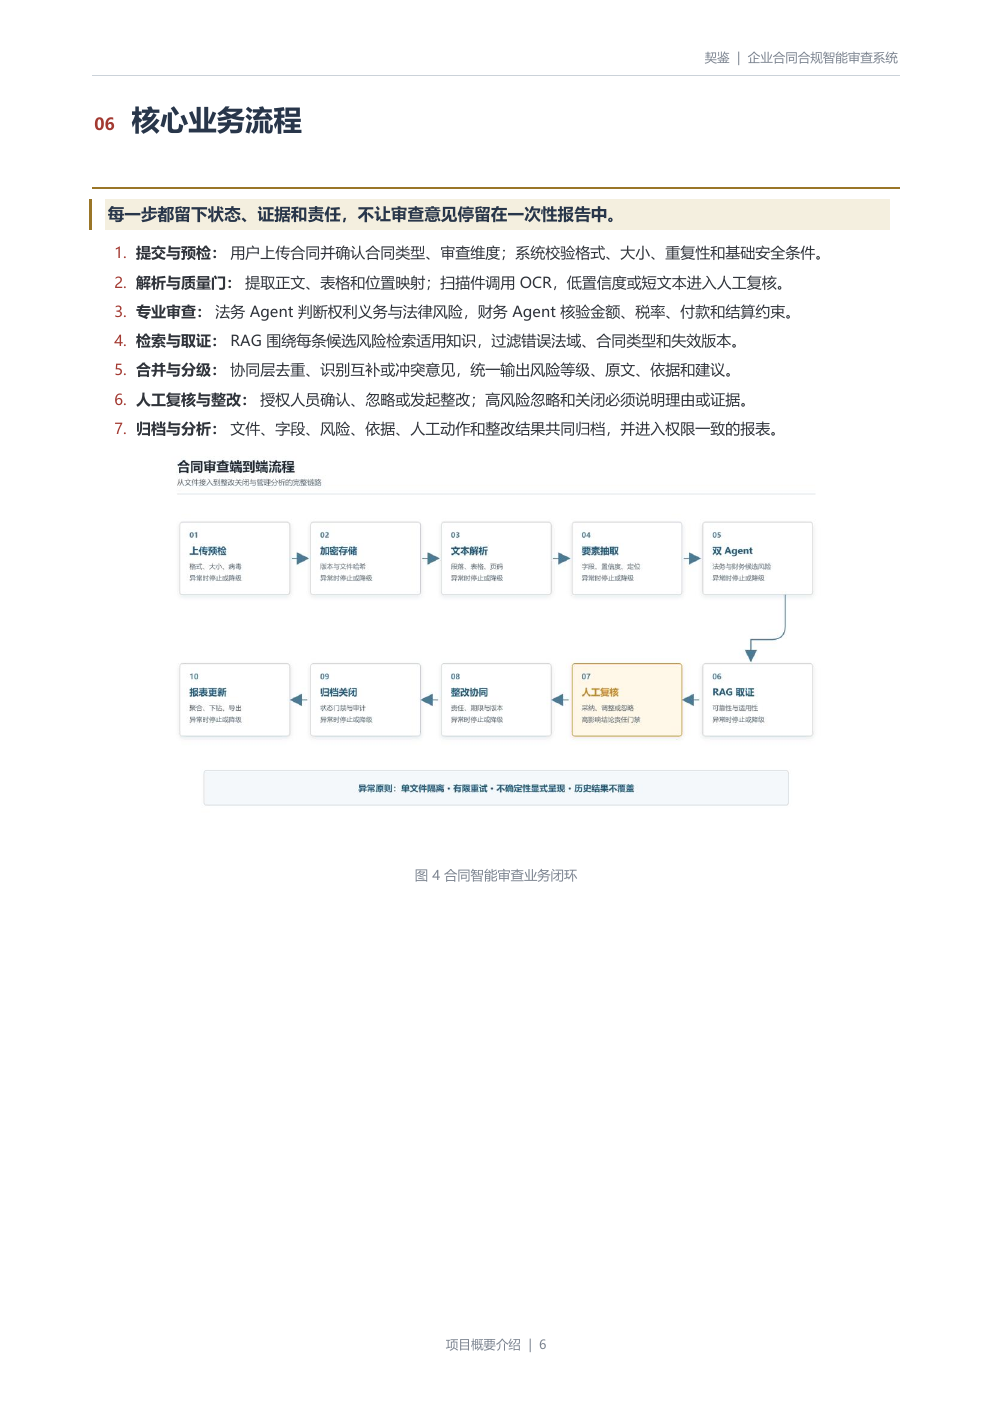 契鉴 | 企业合同合规智能审查系统
06 核心业务流程
每一步都留下状态、证据和责任，不让审查意见停留在一次性报告中。
1. 提交与预检： 用户上传合同并确认合同类型、审查维度；系统校验格式、大小、重复性和基础安全条件。
2. 解析与质量门： 提取正文、表格和位置映射；扫描件调用 OCR，低置信度或短文本进入人工复核。
3. 专业审查： 法务 Agent 判断权利义务与法律风险，财务 Agent 核验金额、税率、付款和结算约束。
4. 检索与取证： RAG 围绕每条候选风险检索适用知识，过滤错误法域、合同类型和失效版本。
5. 合并与分级： 协同层去重、识别互补或冲突意见，统一输出风险等级、原文、依据和建议。
6. 人工复核与整改： 授权人员确认、忽略或发起整改；高风险忽略和关闭必须说明理由或证据。
7. 归档与分析： 文件、字段、风险、依据、人工动作和整改结果共同归档，并进入权限一致的报表。
合同审查端到端流程
从文件接入到整改关闭与管理分析的完整链路
01
上传预检
格式、大小、病毒
异常时停止或降级
02
加密存储
版本与文件哈希
异常时停止或降级
03
文本解析
段落、表格、页码
异常时停止或降级
04
要素抽取
字段、置信度、定位
异常时停止或降级
05
双 Agent
法务与财务候选风险
异常时停止或降级
10
报表更新
聚合、下钻、导出
异常时停止或降级
09
归档关闭
状态门禁与审计
异常时停止或降级
08
整改协同
责任、期限与版本
异常时停止或降级
07
人工复核
采纳、调整或忽略
高影响结论责任门禁
06
RAG 取证
可靠性与适用性
异常时停止或降级
异常原则：单文件隔离·有限重试·不确定性显式呈现·历史结果不覆盖
图 4 合同智能审查业务闭环
项目概要介绍 | 6